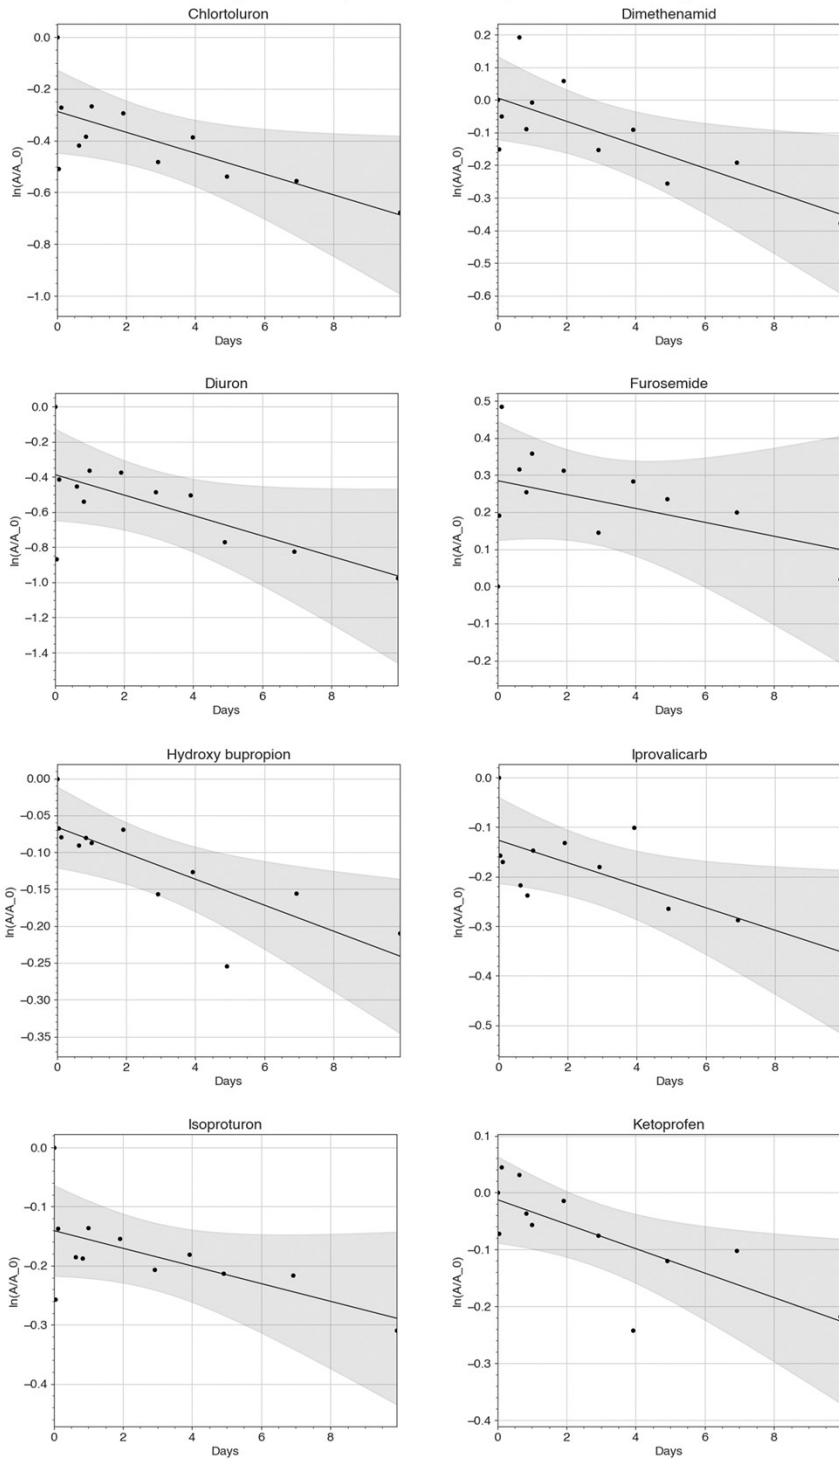 Chlortoluron
0.0
−0.2
−0.4
−0.6
−0.8
−1.0
ln(A/A_0)
0 2 4 6 8
Days
Dimethenamid
0.2
0.1
0.0
−0.1
−0.2
−0.3
−0.4
−0.5
−0.6
ln(A/A_0)
0 2 4 6 8
Days
Diuron
0.0
−0.2
−0.4
−0.6
−0.8
−1.0
−1.2
−1.4
ln(A/A_0)
0 2 4 6 8
Days
Furosemide
0.5
0.4
0.3
0.2
0.1
0.0
−0.1
−0.2
ln(A/A_0)
0 2 4 6 8
Days
Hydroxy bupropion
0.00
−0.05
−0.10
−0.15
−0.20
−0.25
−0.30
−0.35
ln(A/A_0)
0 2 4 6 8
Days
Iprovalicarb
0.0
−0.1
−0.2
−0.3
−0.4
−0.5
ln(A/A_0)
0 2 4 6 8
Days
Isoproturon
0.0
−0.1
−0.2
−0.3
−0.4
ln(A/A_0)
0 2 4 6 8
Days
Ketoprofen
0.1
0.0
−0.1
−0.2
−0.3
−0.4
ln(A/A_0)
0 2 4 6 8
Days